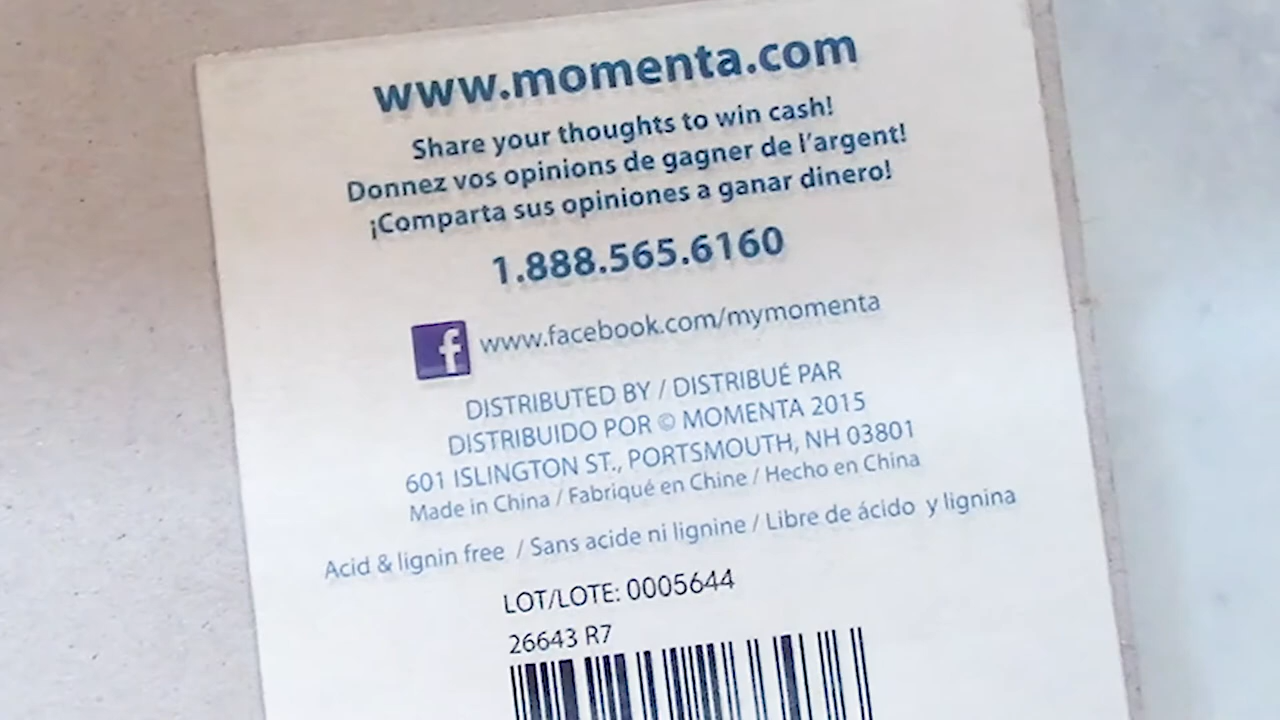 www.momenta.com
Share your thoughts to win cash!
Donnez vos opinions de gagner de l'argent!
¡Comparta sus opiniones a ganar dinero!
1.888.565.6160
f www.facebook.com/mymomenta
DISTRIBUTED BY / DISTRIBUÉ PAR
DISTRIBUIDO POR © MOMENTA 2015
601 ISLINGTON ST., PORTSMOUTH, NH 03801
Made in China / Fabriqué en Chine / Hecho en China
Acid & lignin free / Sans acide ni lignine / Libre de ácido y lignina
LOT/LOTE: 0005644
26643 R7